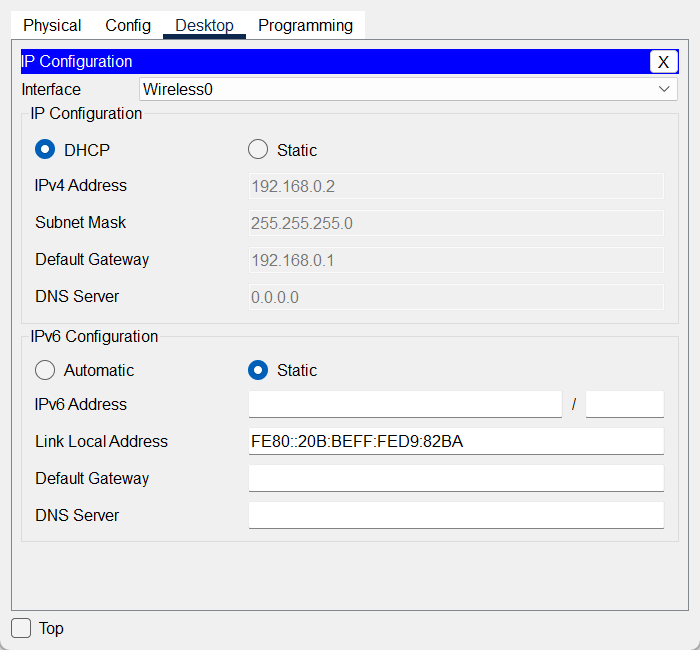 Physical Config Desktop Programming
IP Configuration X
Interface Wireless0
IP Configuration
DHCP Static
IPv4 Address 192.168.0.2
Subnet Mask 255.255.255.0
Default Gateway 192.168.0.1
DNS Server 0.0.0.0
IPv6 Configuration
Automatic Static
IPv6 Address /
Link Local Address FE80::20B:BEFF:FED9:82BA
Default Gateway
DNS Server
Top